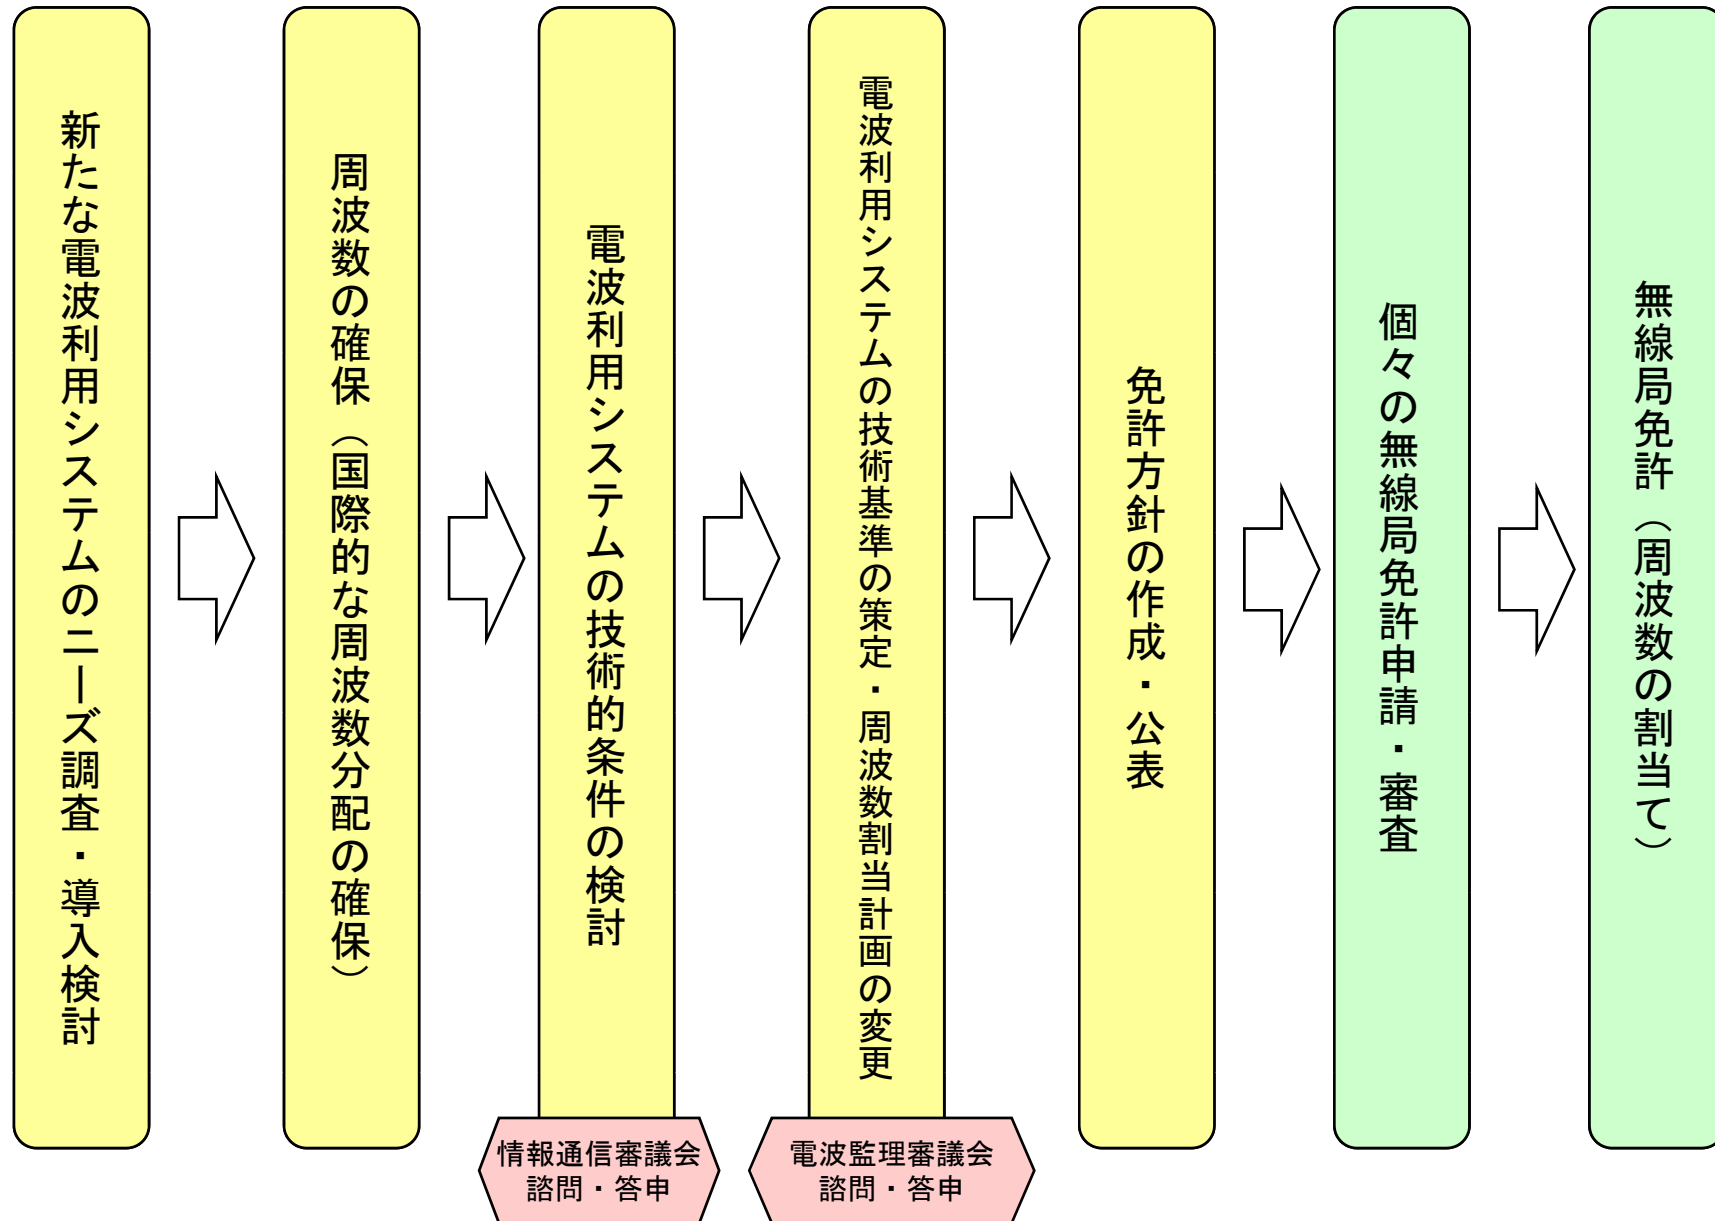 新たな電波利用システムのニーズ調査・導入検討
周波数の確保（国際的な周波数分配の確保）
電波利用システムの技術的条件の検討
情報通信審議会
諮問・答申
電波利用システムの技術基準の策定・周波数割当計画の変更
電波監理審議会
諮問・答申
免許方針の作成・公表
個々の無線局免許申請・審査
無線局免許（周波数の割当て）